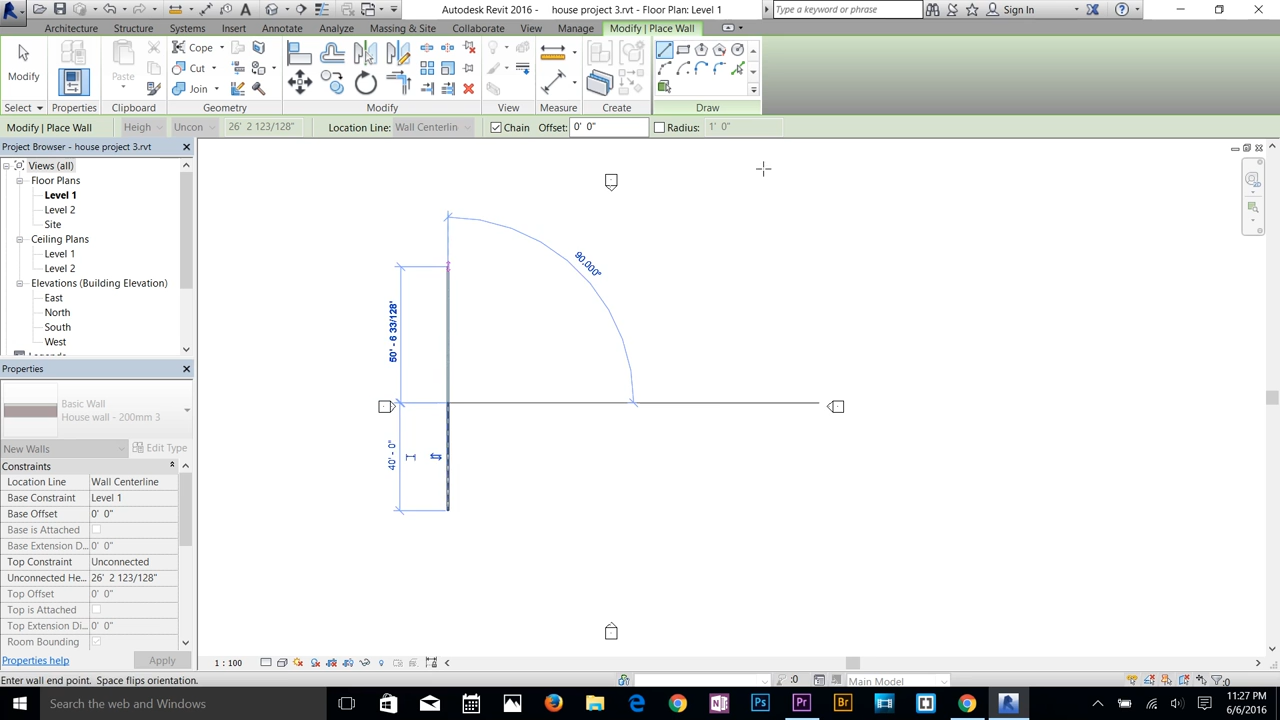 Autodesk Revit 2016 - house project 3.rvt - Floor Plan: Level 1
Type a keyword or phrase
Sign In
Architecture Structure Systems Insert Annotate Analyze Massing & Site Collaborate View Manage Modify | Place Wall
Modify
Paste
Cope
Cut
Join
Select Properties Clipboard Geometry Modify View Measure Create Draw
Modify | Place Wall Heigh Uncon 26' 2 123/128" Location Line: Wall Centerlin Chain Offset: 0' 0" Radius: 1' 0"
Project Browser - house project 3.rvt
Views (all)
Floor Plans
Level 1
Level 2
Site
Ceiling Plans
Level 1
Level 2
Elevations (Building Elevation)
East
North
South
West
90.000°
50' - 6 33/128"
40' - 0"
Properties
Basic Wall
House wall - 200mm 3
New Walls Edit Type
Constraints
Location Line Wall Centerline
Base Constraint Level 1
Base Offset 0' 0"
Base is Attached
Base Extension D... 0' 0"
Top Constraint Unconnected
Unconnected He... 26' 2 123/128"
Top Offset 0' 0"
Top is Attached
Top Extension Di... 0' 0"
Room Bounding
Properties help Apply
1 : 100
Enter wall end point. Space flips orientation.
:0
Main Model
:0
Search the web and Windows
11:27 PM
6/6/2016